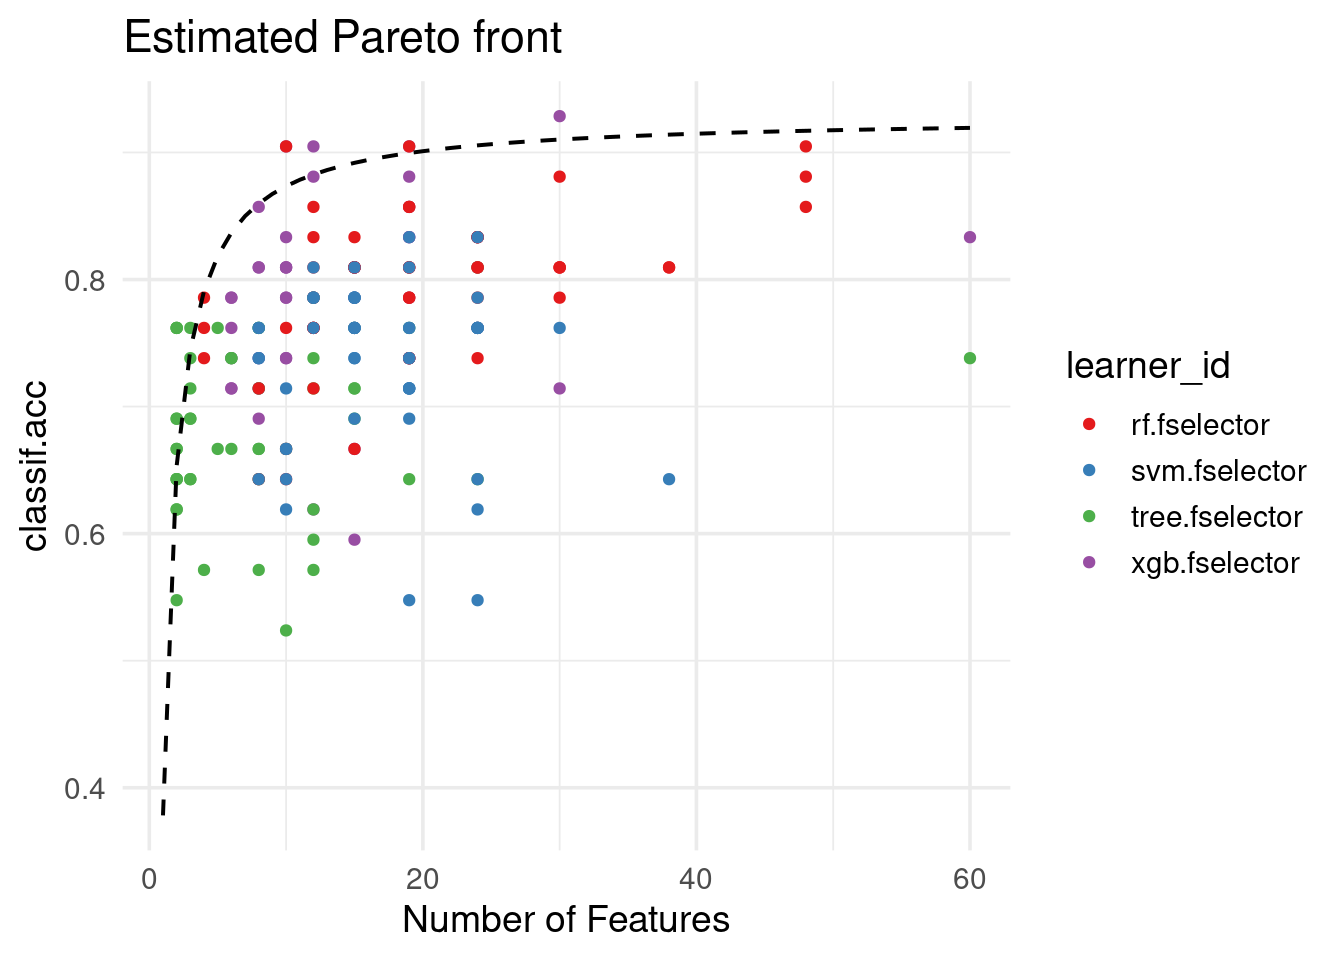 Estimated Pareto front
classif.acc
0.8
0.6
0.4
0
20
40
60
Number of Features
learner_id
rf.fselector
svm.fselector
tree.fselector
xgb.fselector